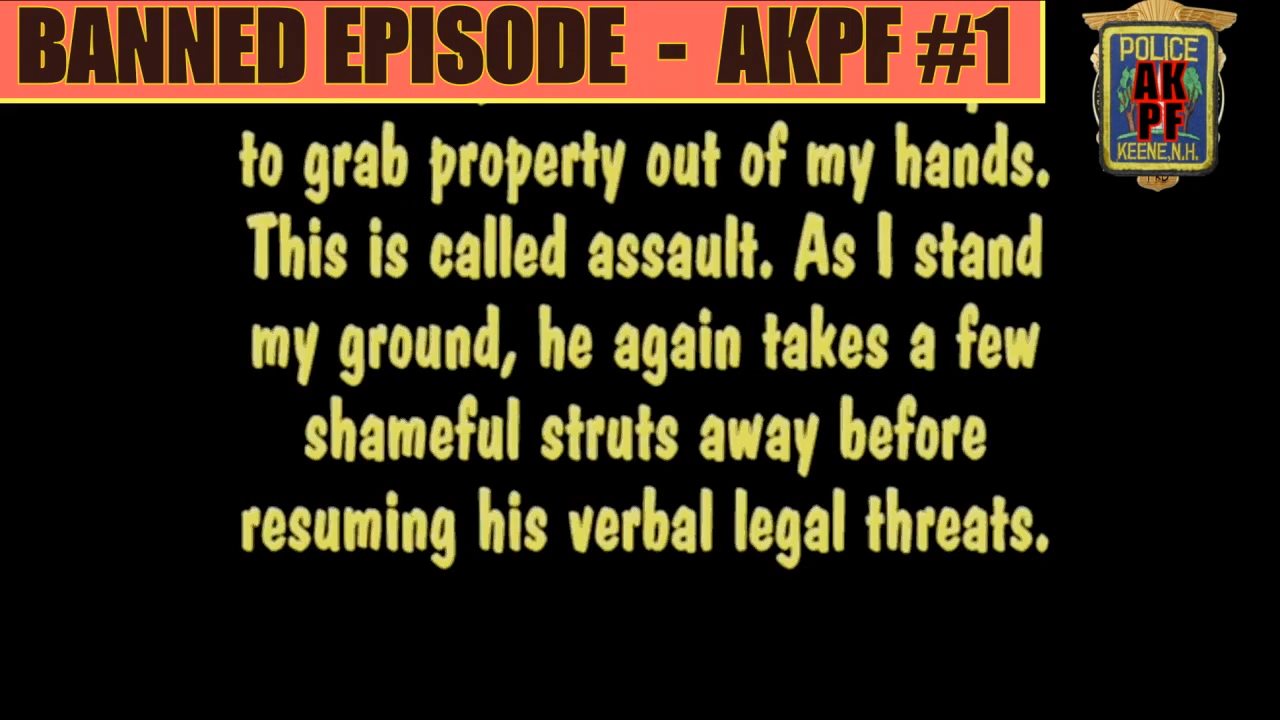 BANNED EPISODE - AKPF #1
POLICE
AK
PF
KEENE, N.H.
to grab property out of my hands.
This is called assault. As I stand
my ground, he again takes a few
shameful struts away before
resuming his verbal legal threats.